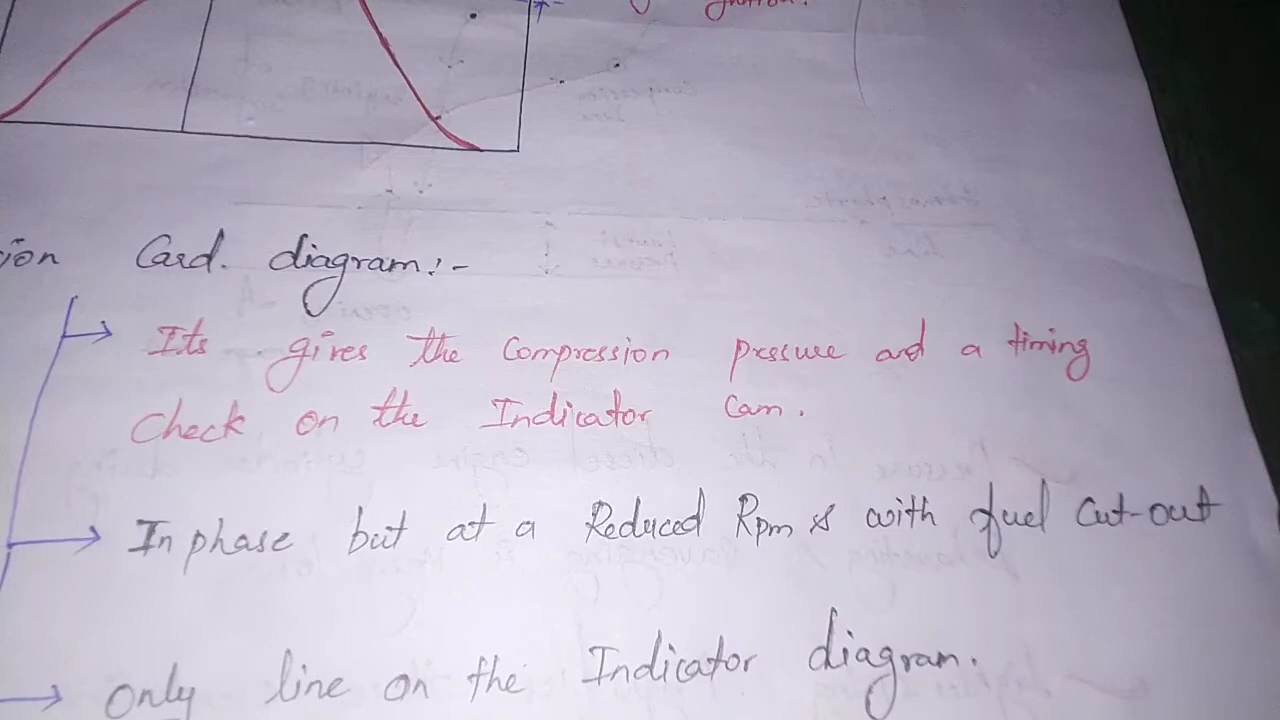 ion Card. diagram:-
Its gives the Compression pressure and a timing
Check on the Indicator Cam.
In phase but at a Reduced Rpm & with fuel Cut-out
Only line on the Indicator diagram.